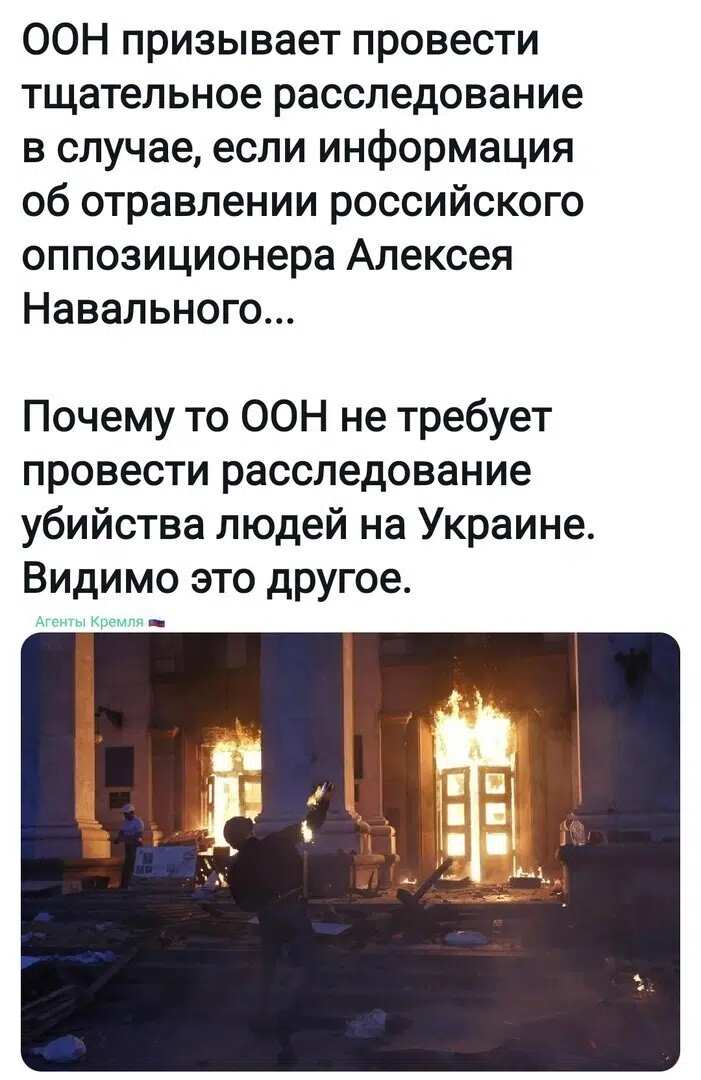 ООН призывает провести
тщательное расследование
в случае, если информация
об отравлении российского
оппозиционера Алексея
Навального...
Почему то ООН не требует
провести расследование
убийства людей на Украине.
Видимо это другое.
Агенты Кремля